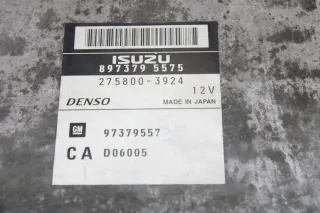 ISUZU
897379 5575
275800-3924
12V
DENSO MADE IN JAPAN
GM 97379557
CA D06005